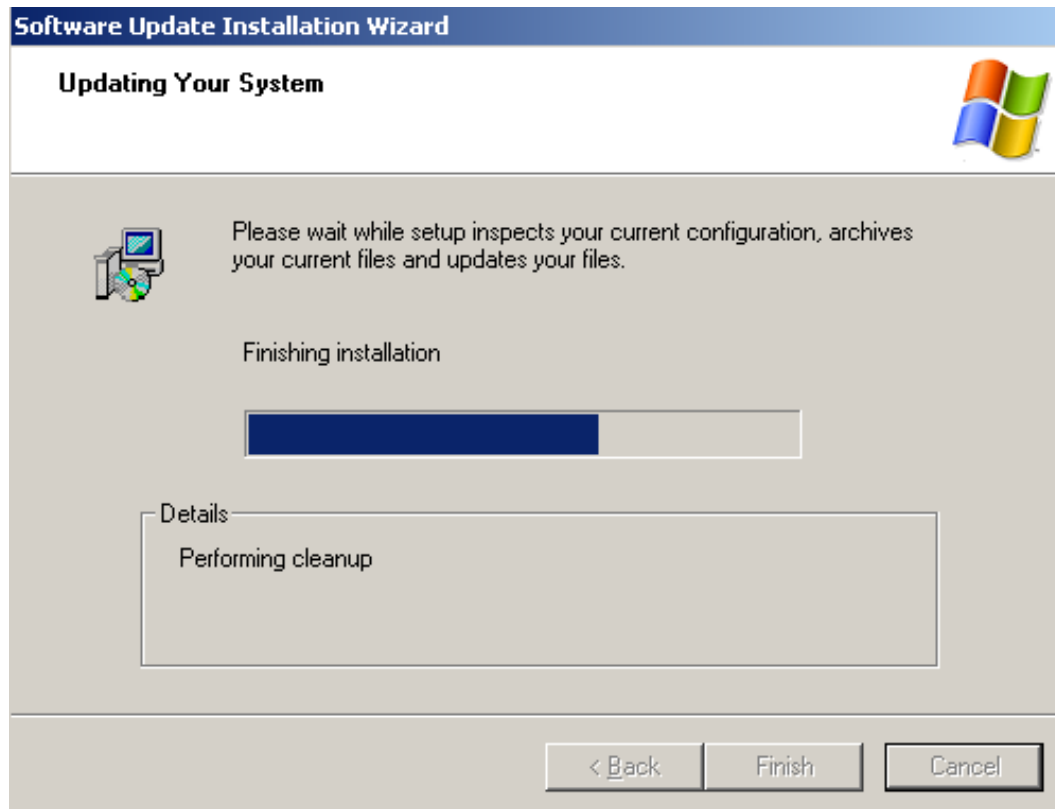 Software Update Installation Wizard
Updating Your System
Please wait while setup inspects your current configuration, archives
your current files and updates your files.
Finishing installation
Details
Performing cleanup
< Back
Finish
Cancel